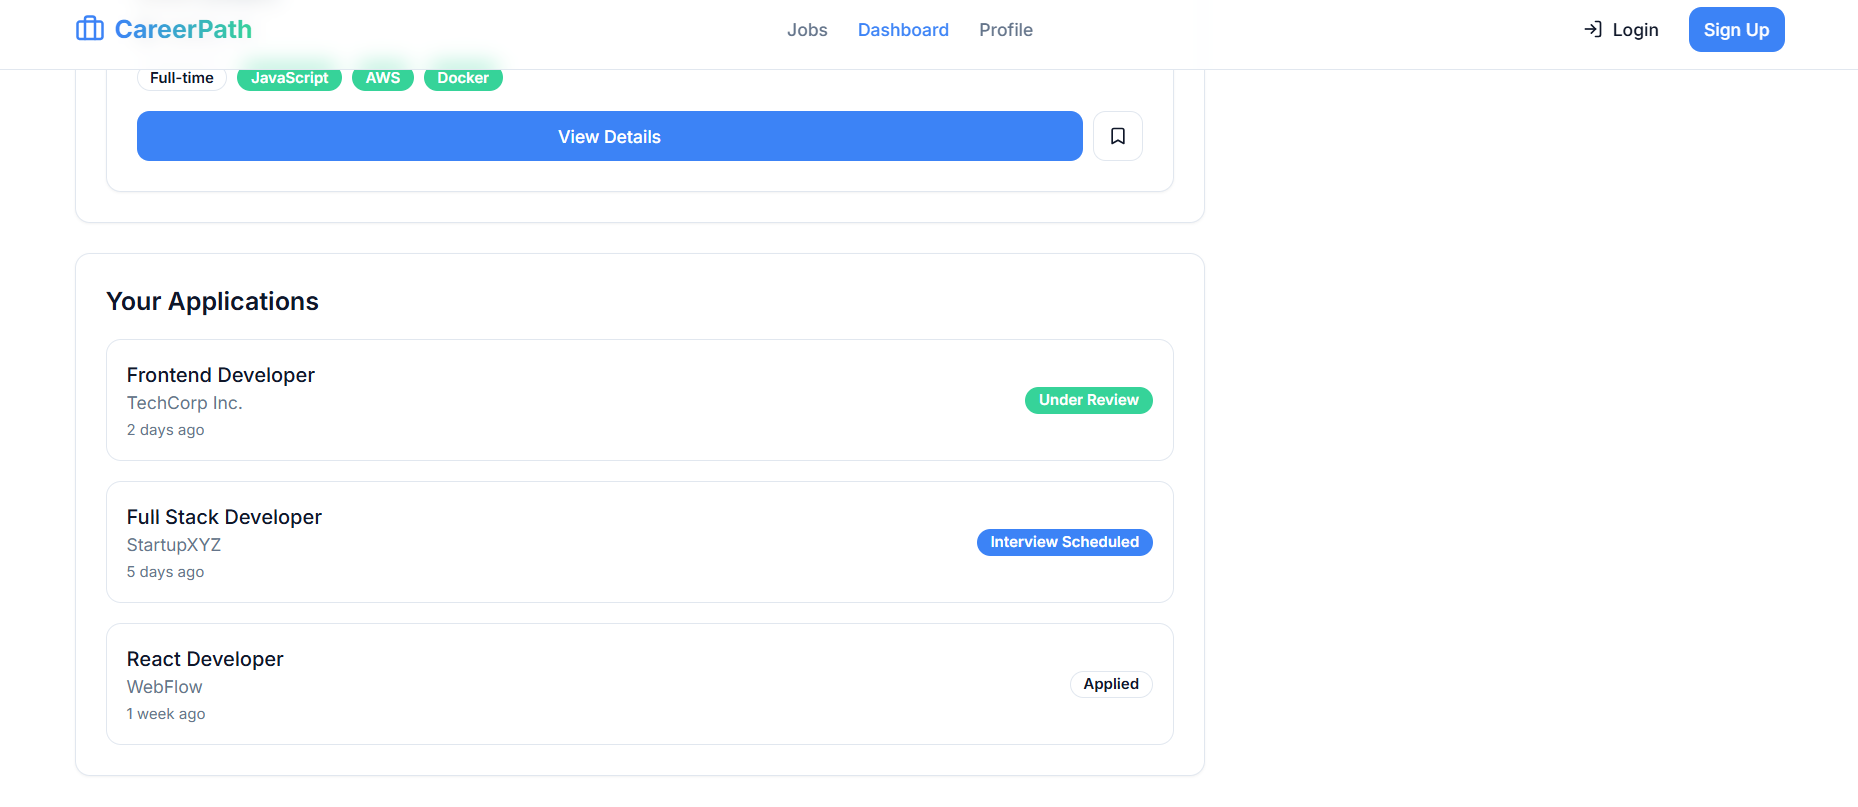 CareerPath
Jobs Dashboard Profile
Login
Sign Up
Full-time JavaScript AWS Docker
View Details
Your Applications
Frontend Developer
TechCorp Inc.
2 days ago
Under Review
Full Stack Developer
StartupXYZ
5 days ago
Interview Scheduled
React Developer
WebFlow
1 week ago
Applied